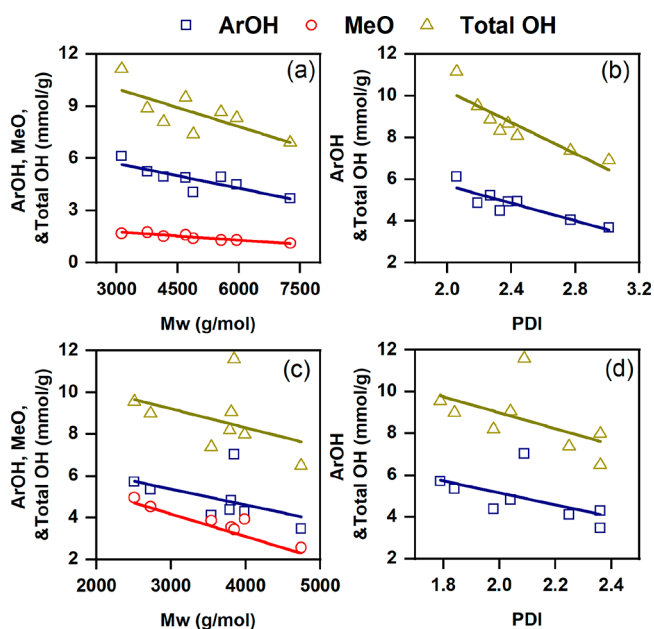 ArOH MeO Total OH
(a)
12
9
6
3
0
3000 4500 6000 7500
Mw (g/mol)
ArOH, MeO,
&Total OH (mmol/g)
(b)
12
10
8
6
4
2
2.0 2.4 2.8 3.2
PDI
ArOH
&Total OH (mmol/g)
(c)
12
10
8
6
4
2
2000 3000 4000 5000
Mw (g/mol)
ArOH, MeO,
&Total OH (mmol/g)
(d)
12
10
8
6
4
2
1.8 2.0 2.2 2.4
PDI
ArOH
&Total OH (mmol/g)